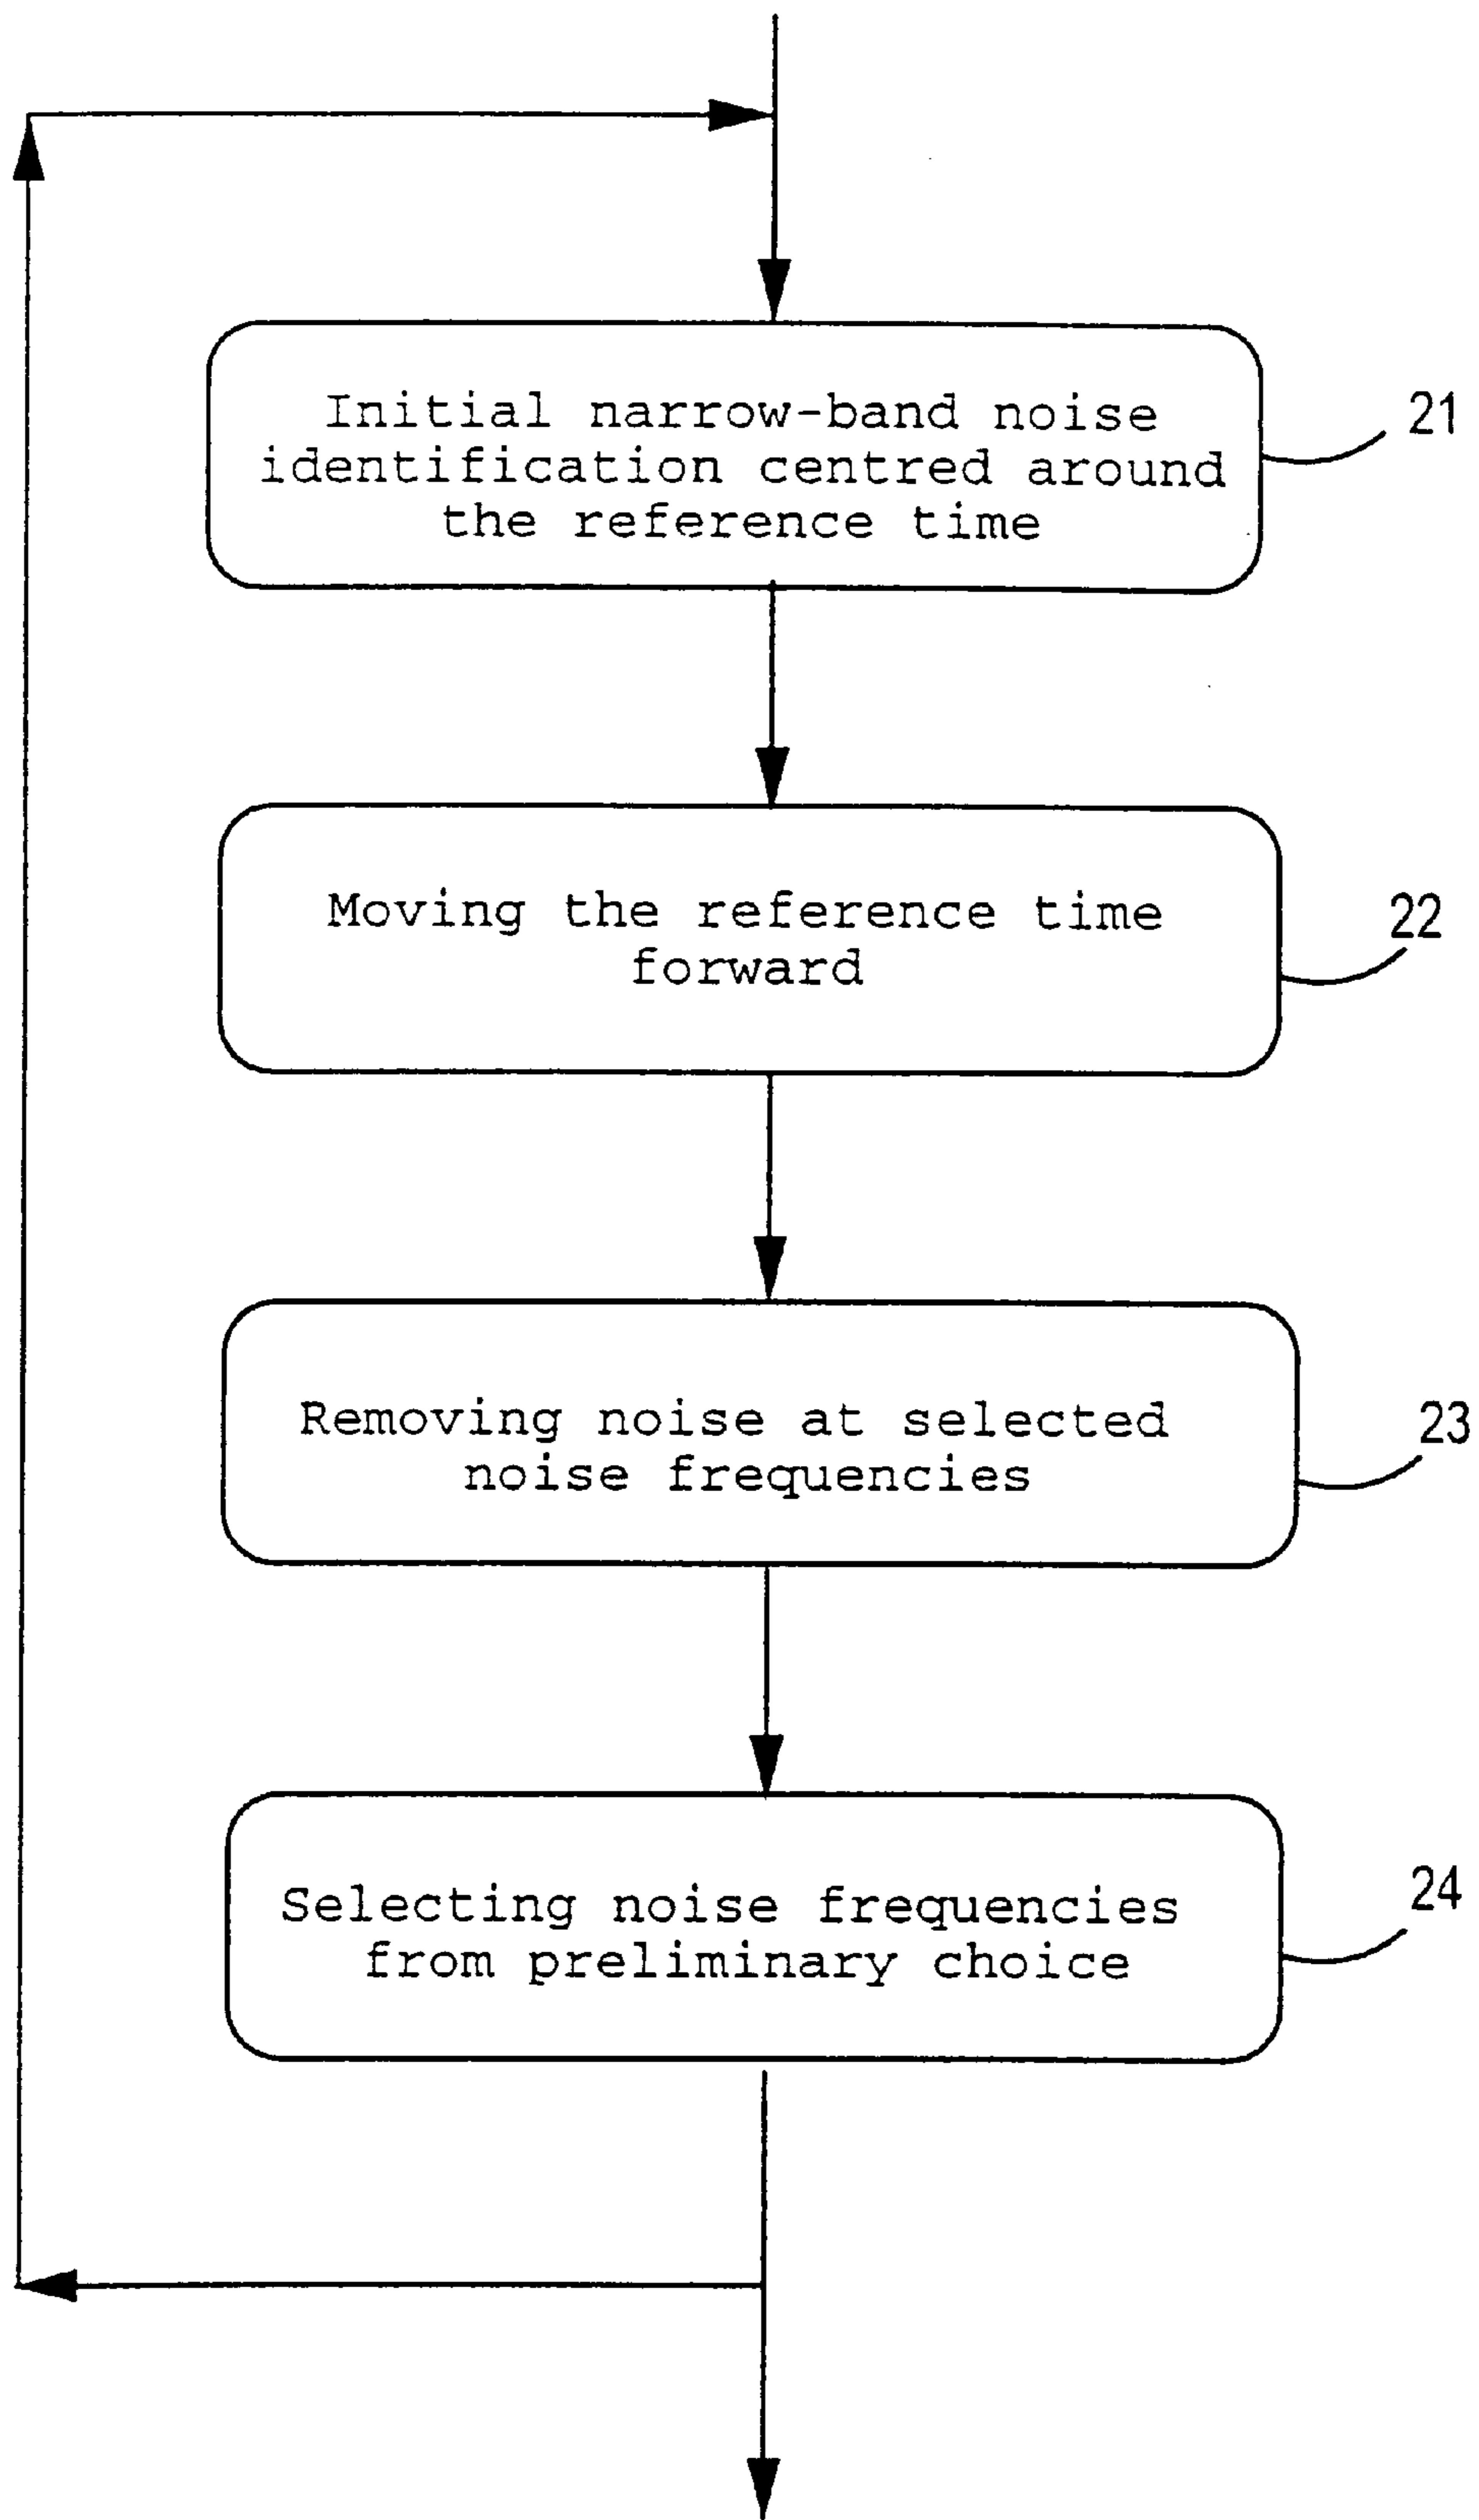 Initial narrow-band noise
identification centred around
the reference time
21
Moving the reference time
forward
22
Removing noise at selected
noise frequencies
23
Selecting noise frequencies
from preliminary choice
24